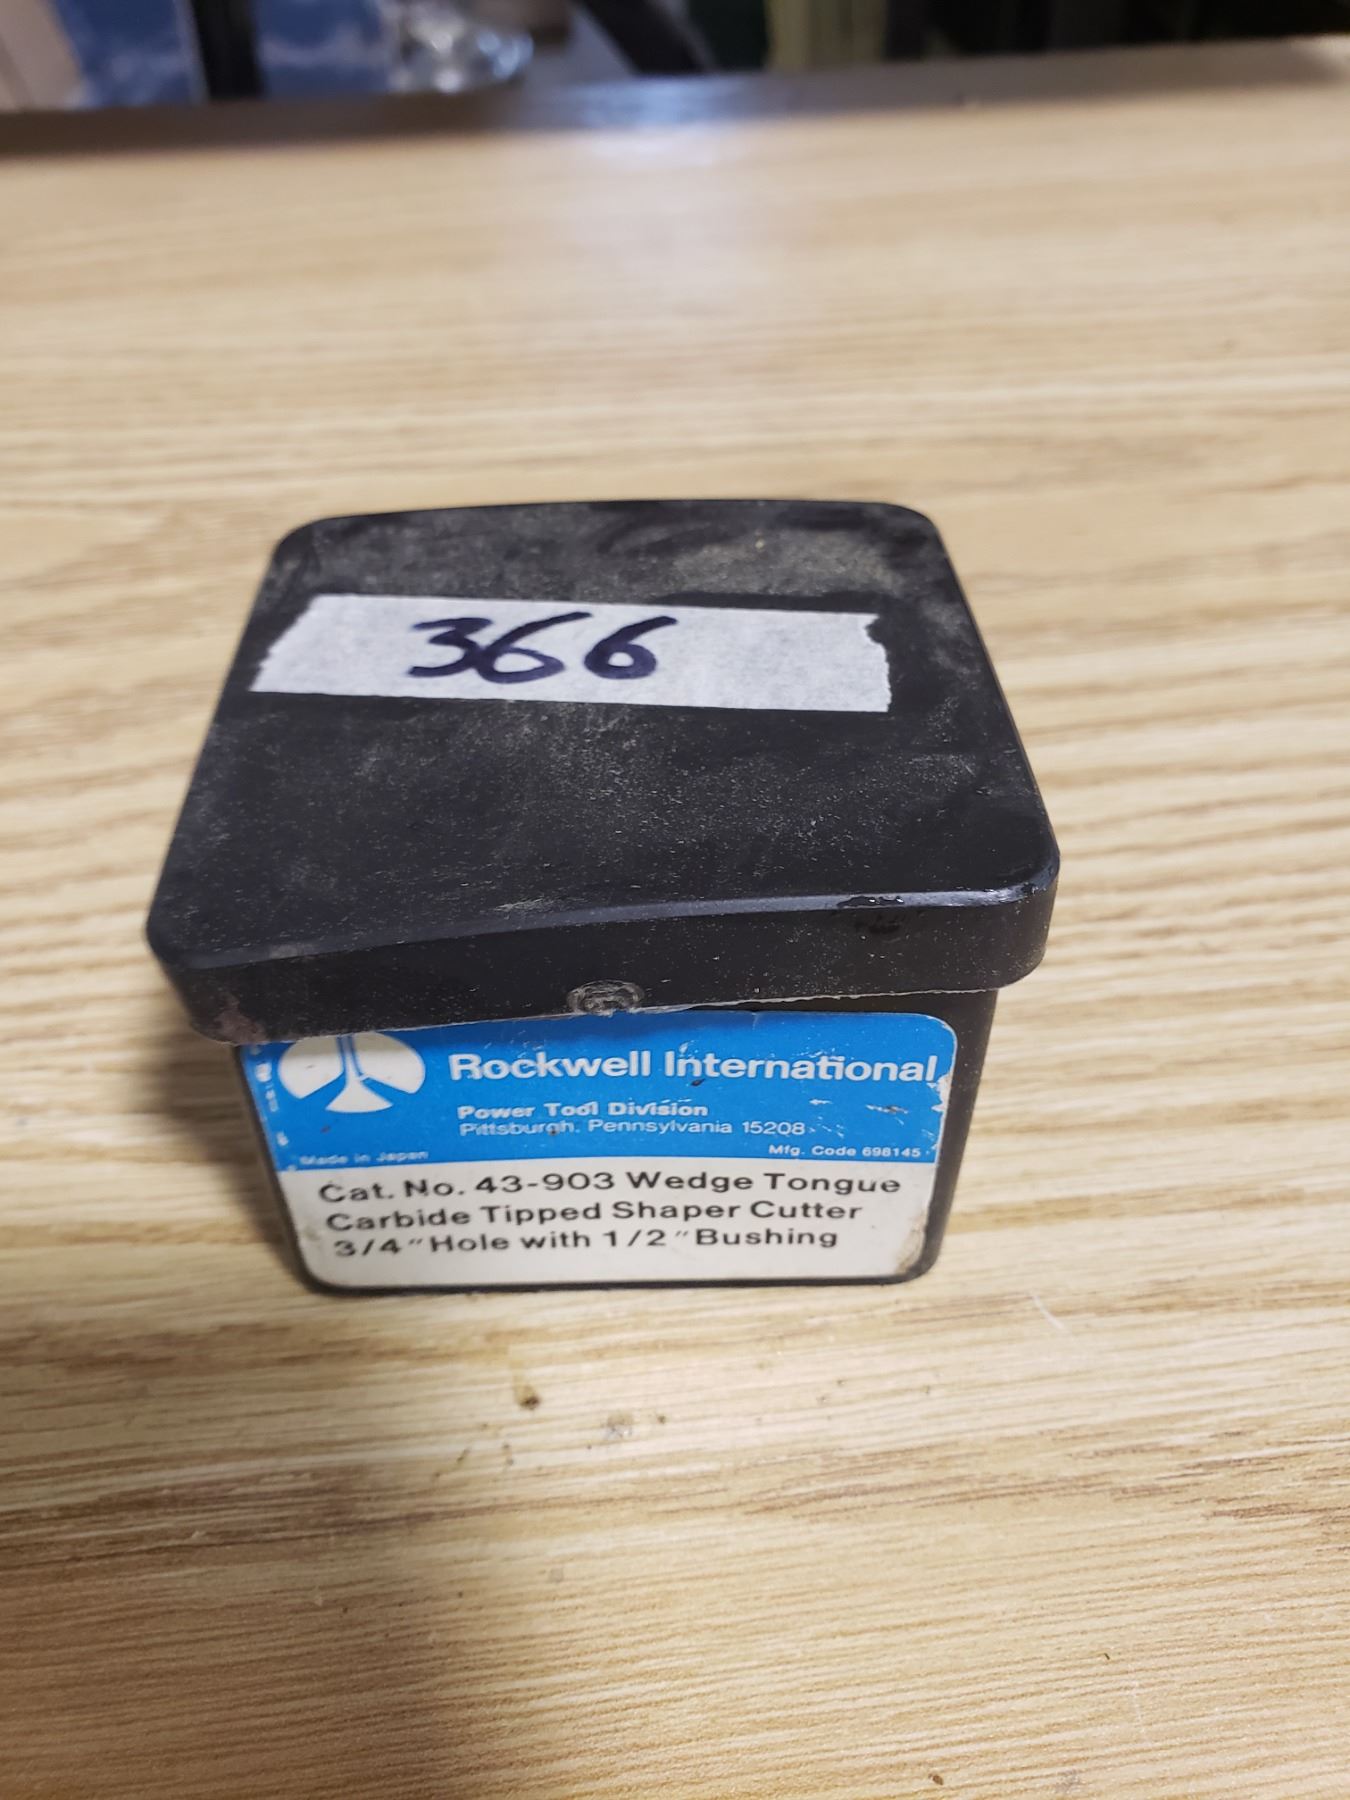 366
Rockwell International
Power Tool Division
Pittsburgh, Pennsylvania 15208
Made in Japan
Mfg. Code 698145
Cat. No. 43-903 Wedge Tongue
Carbide Tipped Shaper Cutter
3/4" Hole with 1/2" Bushing